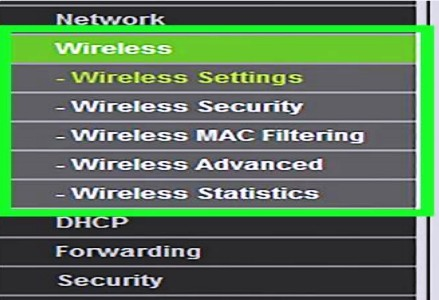 Network
Wireless
- Wireless Settings
- Wireless Security
- Wireless MAC Filtering
- Wireless Advanced
- Wireless Statistics
DHCP
Forwarding
Security